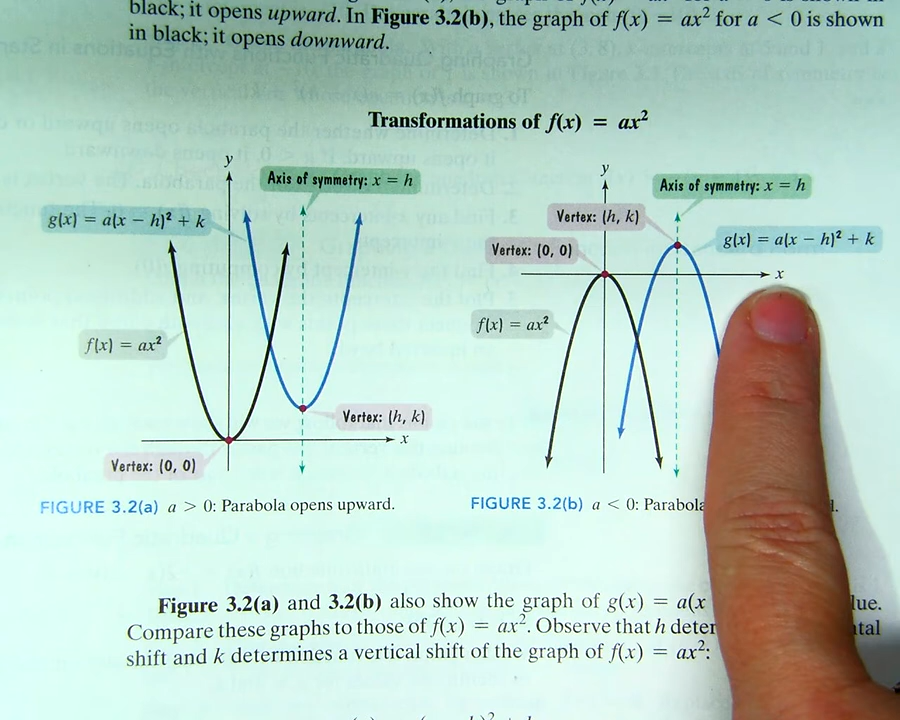 black; it opens upward. In Figure 3.2(b), the graph of f(x) = ax² for a < 0 is shown
in black; it opens downward.
Transformations of f(x) = ax²
y
Axis of symmetry: x = h
g(x) = a(x − h)² + k
f(x) = ax²
Vertex: (h, k)
x
Vertex: (0, 0)
y
Axis of symmetry: x = h
Vertex: (h, k)
g(x) = a(x − h)² + k
Vertex: (0, 0)
x
f(x) = ax²
FIGURE 3.2(a) a > 0: Parabola opens upward.
FIGURE 3.2(b) a < 0: Parabola
Figure 3.2(a) and 3.2(b) also show the graph of g(x) = a(x
Compare these graphs to those of f(x) = ax². Observe that h
shift and k determines a vertical shift of the graph of f(x) = ax²: